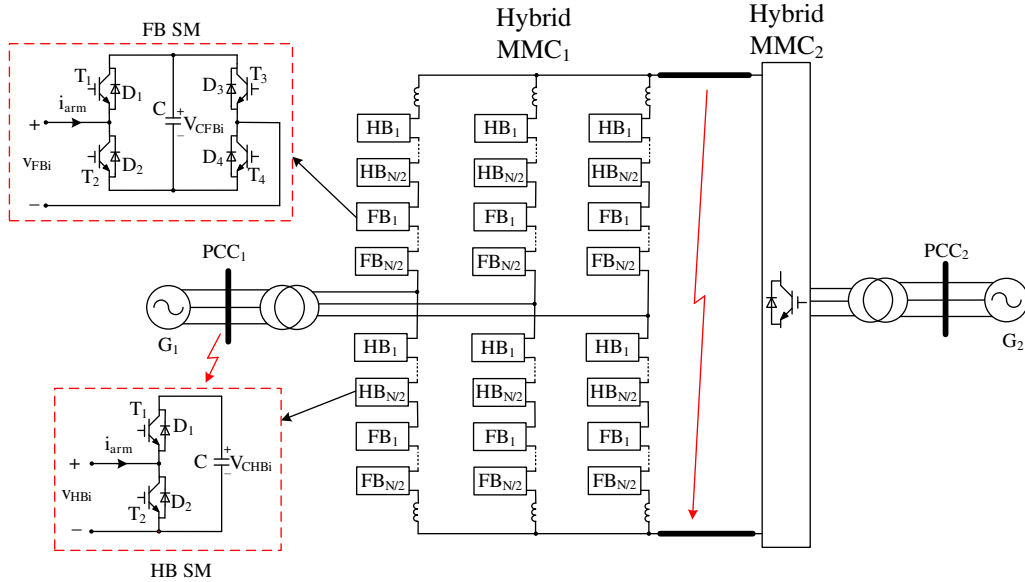 FB SM
T1
D1
T2
D2
iarm
+
vFBi
−
C
+
VCFBi
−
T3
D3
D4
T4
Hybrid
MMC1
Hybrid
MMC2
HB1
HB1
HB1
HBN/2
HBN/2
HBN/2
FB1
FB1
FB1
FBN/2
FBN/2
FBN/2
PCC1
G1
PCC2
G2
HB1
HB1
HB1
HBN/2
HBN/2
HBN/2
FB1
FB1
FB1
FBN/2
FBN/2
FBN/2
T1
D1
iarm
+
vHBi
−
T2
D2
C
+
VCHBi
−
HB SM